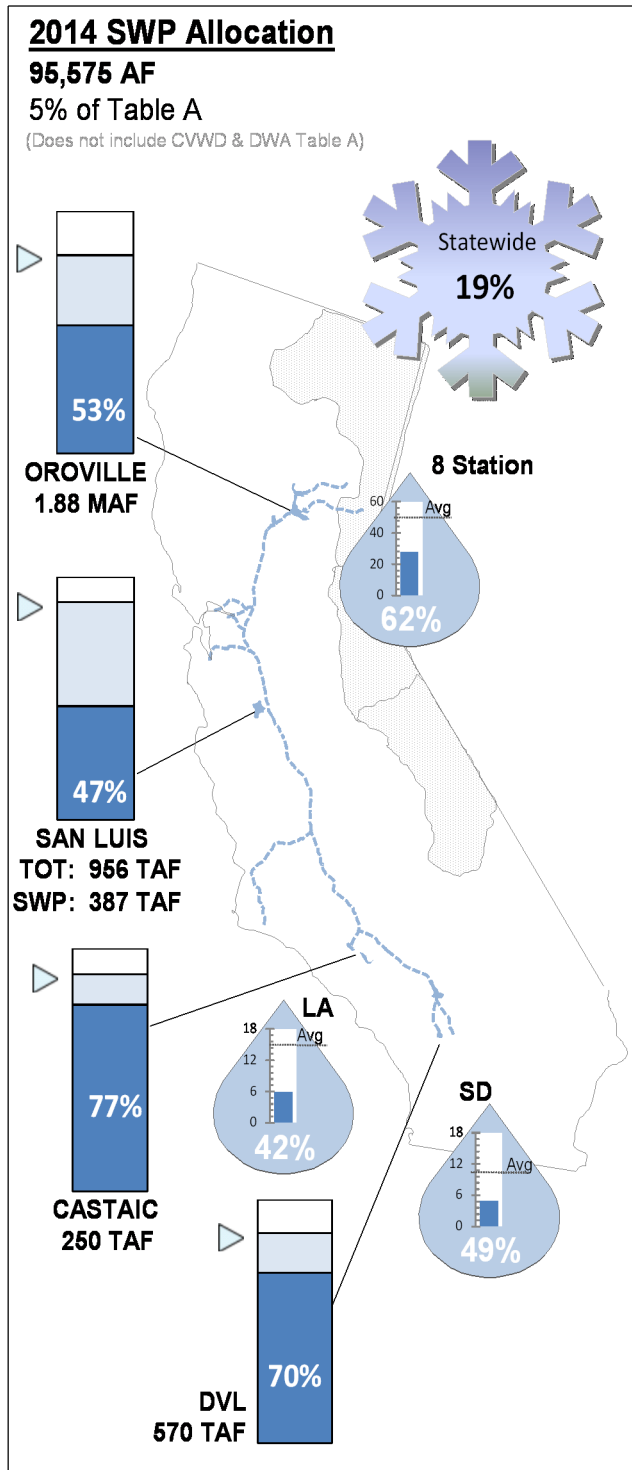 2014 SWP Allocation
95,575 AF
5% of Table A
(Does not include CVWD & DWA Table A)
Statewide
19%
53%
OROVILLE
1.88 MAF
8 Station
60
Avg
40
20
0
62%
47%
SAN LUIS
TOT: 956 TAF
SWP: 387 TAF
77%
CASTAIC
250 TAF
LA
18
Avg
12
6
0
42%
SD
18
12
Avg
6
0
49%
70%
DVL
570 TAF